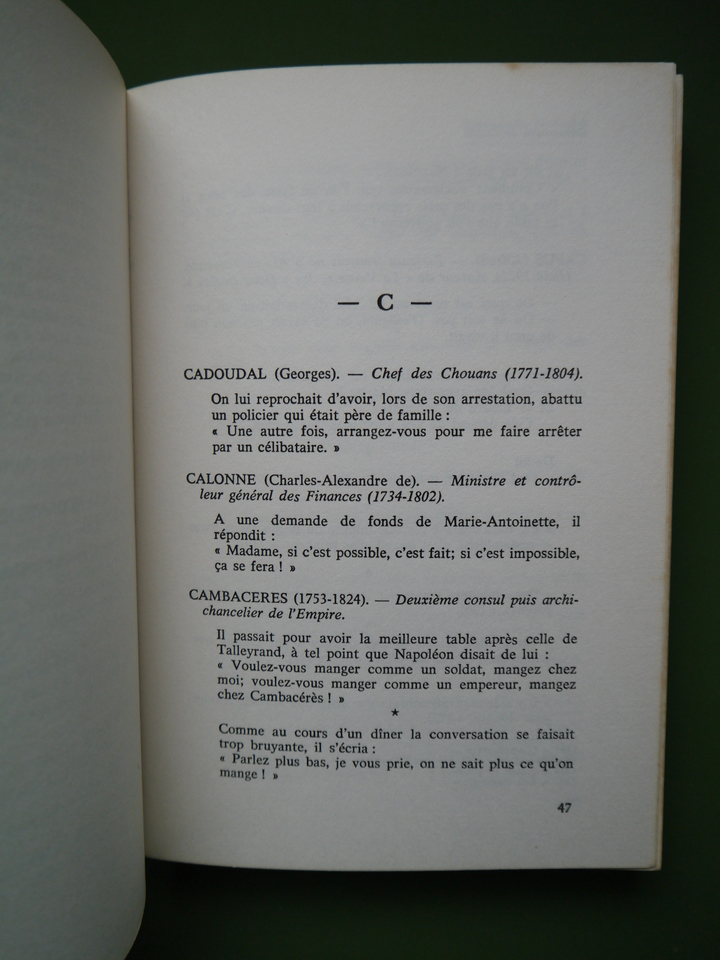 — C —
CADOUDAL (Georges). — Chef des Chouans (1771-1804).
On lui reprochait d'avoir, lors de son arrestation, abattu
un policier qui était père de famille :
« Une autre fois, arrangez-vous pour me faire arrêter
par un célibataire. »
CALONNE (Charles-Alexandre de). — Ministre et contrô-
leur général des Finances (1734-1802).
A une demande de fonds de Marie-Antoinette, il
répondit :
« Madame, si c'est possible, c'est fait; si c'est impossible,
ça se fera ! »
CAMBACERES (1753-1824). — Deuxième consul puis archi-
chancelier de l'Empire.
Il passait pour avoir la meilleure table après celle de
Talleyrand, à tel point que Napoléon disait de lui :
« Voulez-vous manger comme un soldat, mangez chez
moi; voulez-vous manger comme un empereur, mangez
chez Cambacérès ! »
★
Comme au cours d'un dîner la conversation se faisait
trop bruyante, il s'écria :
« Parlez plus bas, je vous prie, on ne sait plus ce qu'on
mange ! »
47